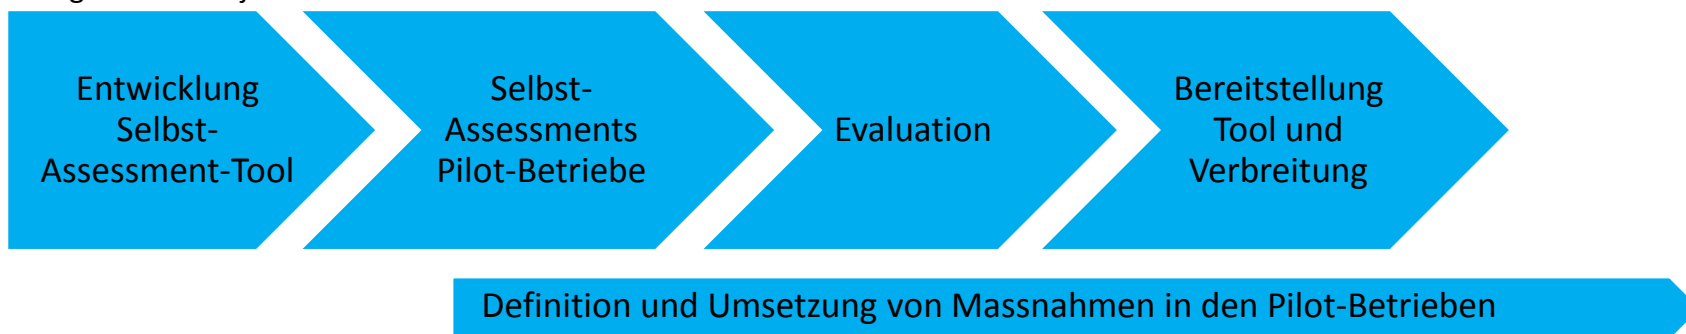 Entwicklung
Selbst-
Assessment-Tool
Selbst-
Assessments
Pilot-Betriebe
Evaluation
Bereitstellung
Tool und
Verbreitung
Definition und Umsetzung von Massnahmen in den Pilot-Betrieben